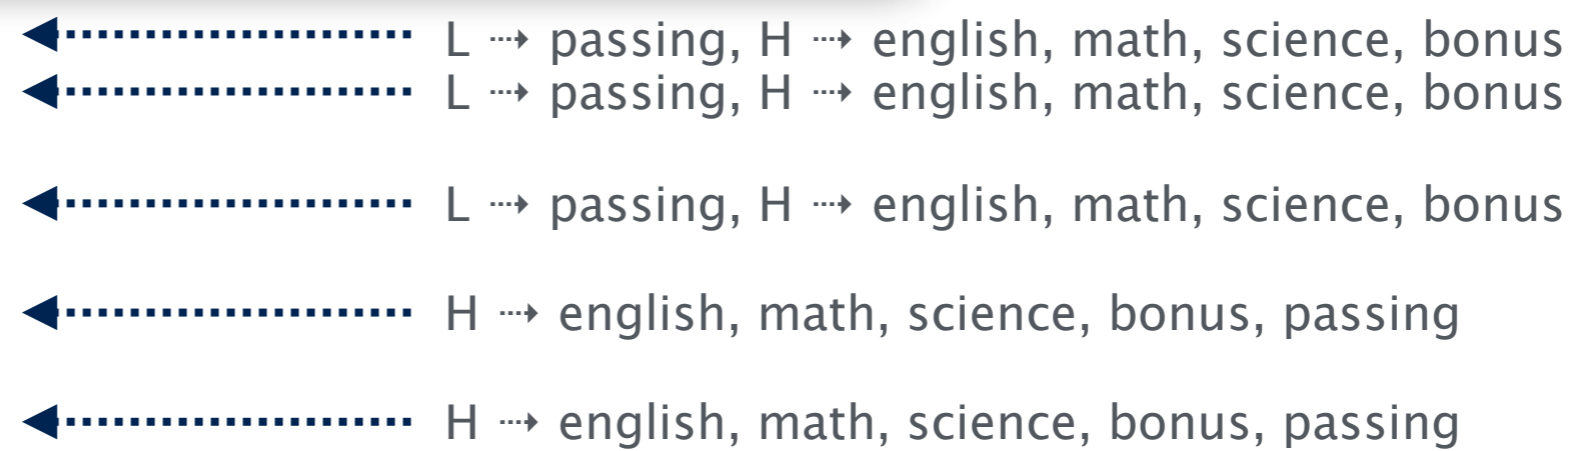 L ⤑ passing, H ⤑ english, math, science, bonus
L ⤑ passing, H ⤑ english, math, science, bonus
L ⤑ passing, H ⤑ english, math, science, bonus
H ⤑ english, math, science, bonus, passing
H ⤑ english, math, science, bonus, passing